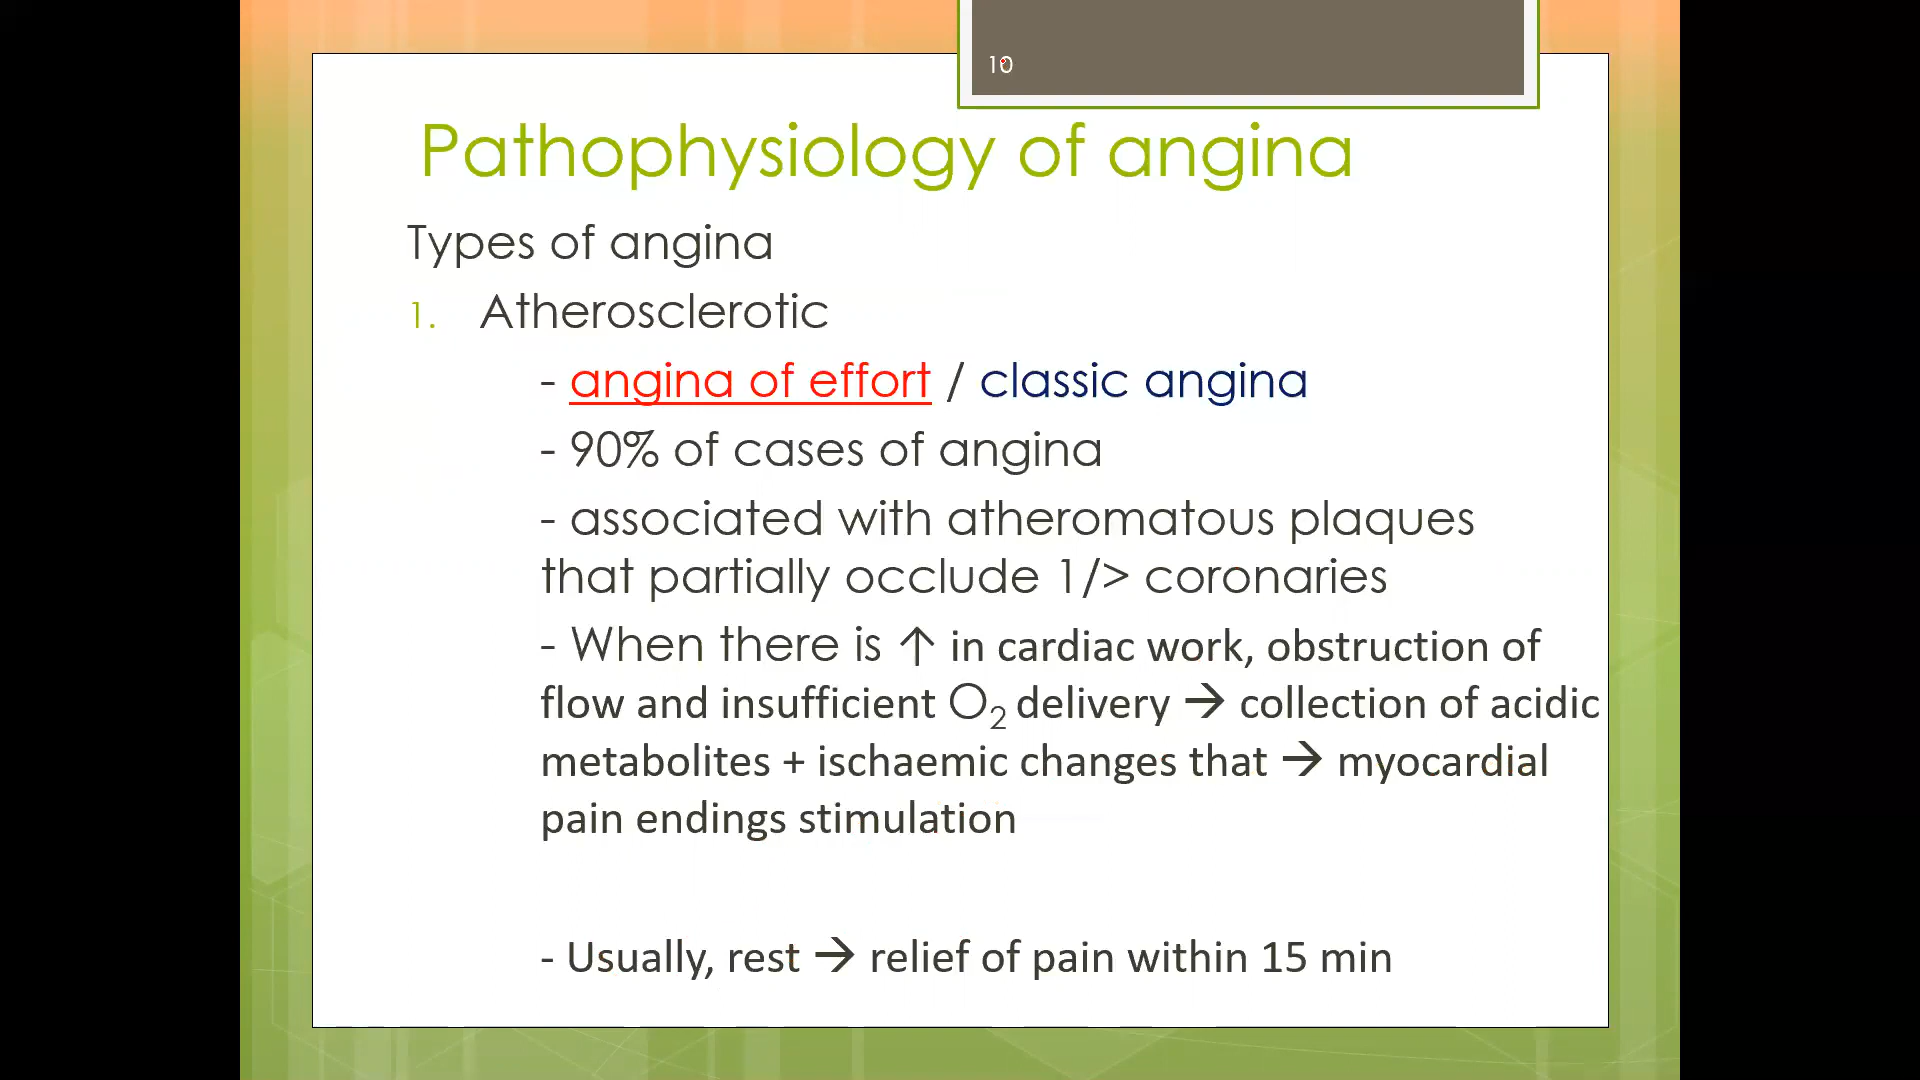 10
Pathophysiology of angina
Types of angina
1. Atherosclerotic
- angina of effort / classic angina
- 90% of cases of angina
- associated with atheromatous plaques
that partially occlude 1/> coronaries
- When there is ↑ in cardiac work, obstruction of
flow and insufficient O₂ delivery → collection of acidic
metabolites + ischaemic changes that → myocardial
pain endings stimulation
- Usually, rest → relief of pain within 15 min